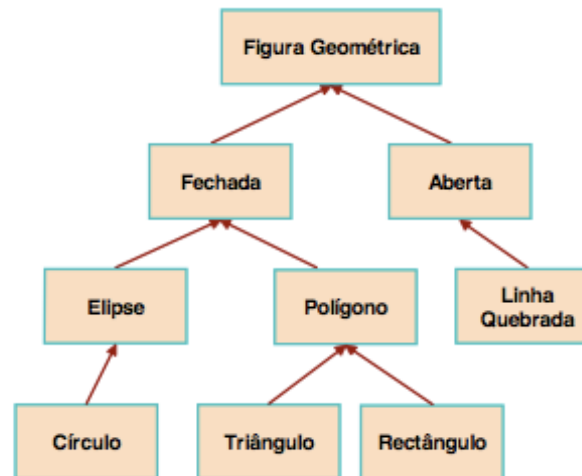 Figura Geométrica
Fechada
Aberta
Elipse
Polígono
Linha
Quebrada
Círculo
Triângulo
Rectângulo